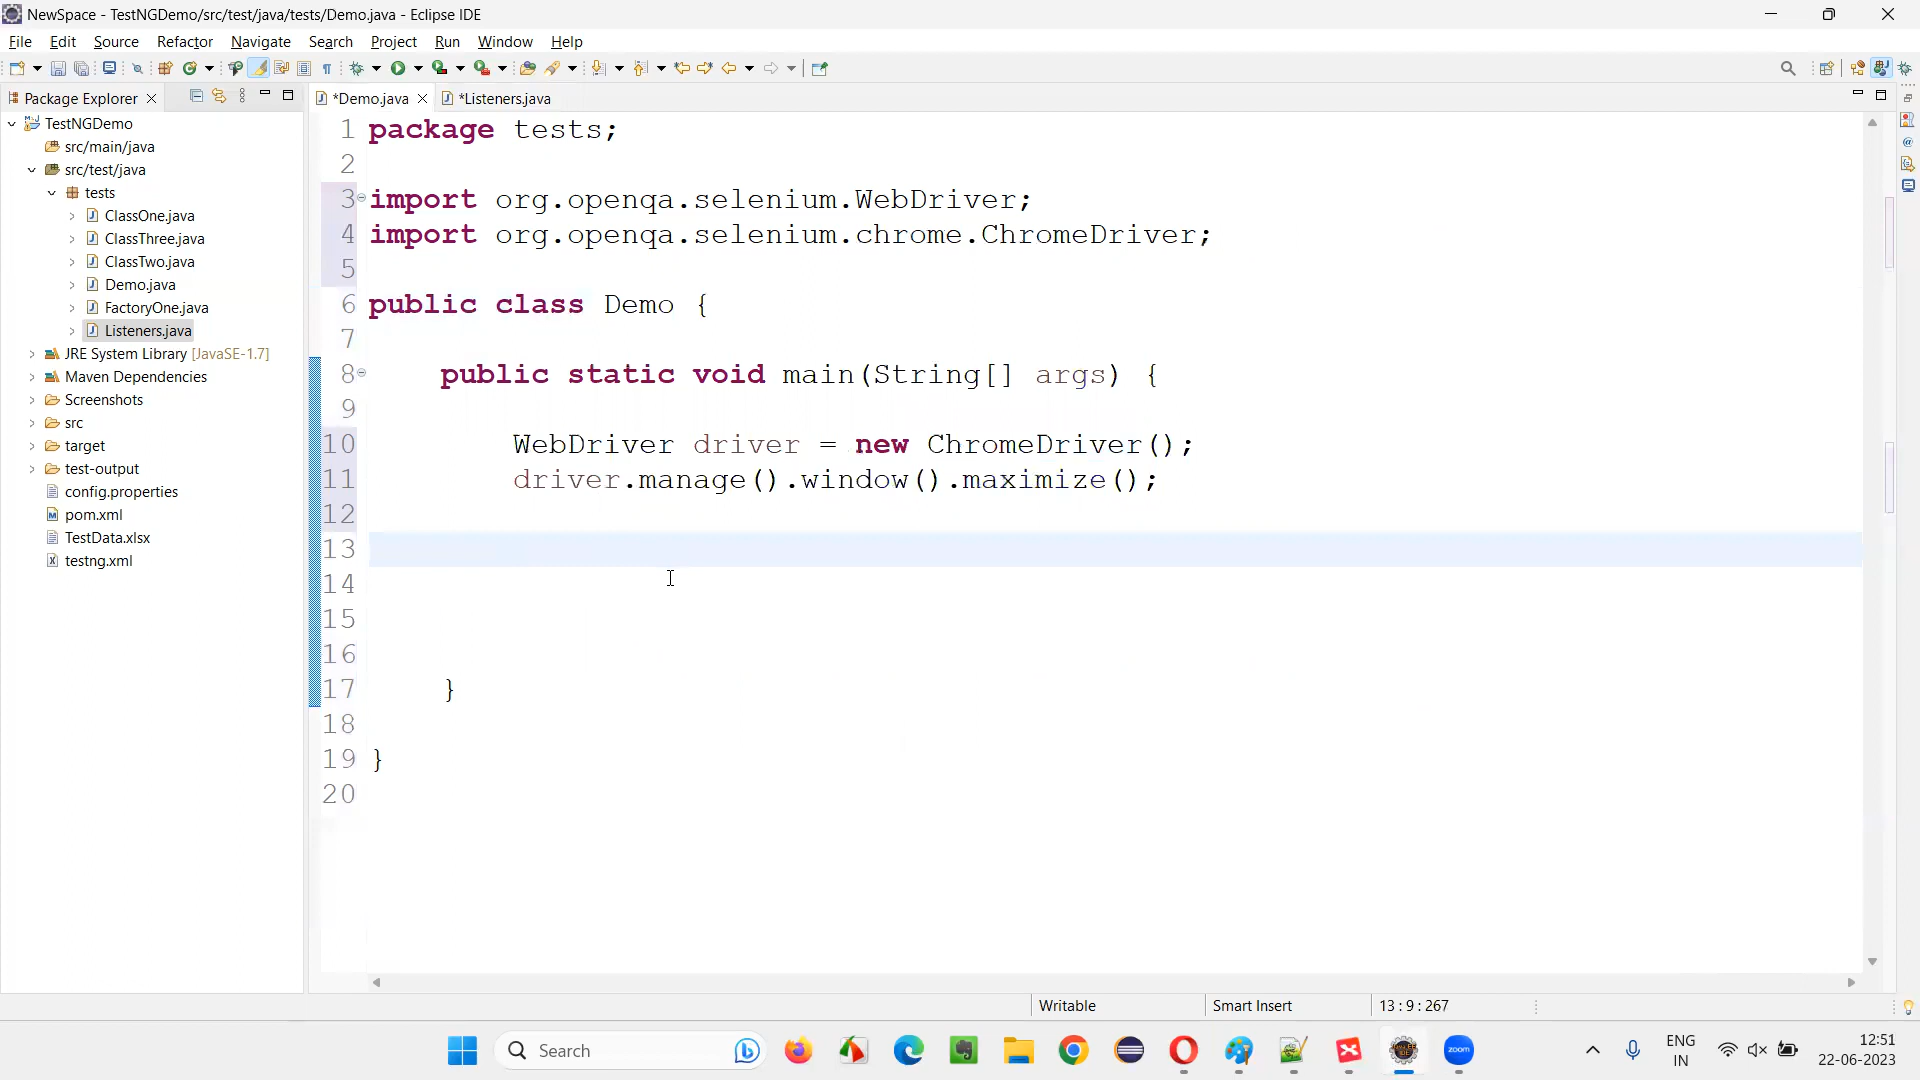 NewSpace - TestNGDemo/src/test/java/tests/Demo.java - Eclipse IDE
File Edit Source Refactor Navigate Search Project Run Window Help
Package Explorer
*Demo.java
*Listeners.java
TestNGDemo
src/main/java
src/test/java
tests
ClassOne.java
ClassThree.java
ClassTwo.java
Demo.java
FactoryOne.java
Listeners.java
JRE System Library [JavaSE-1.7]
Maven Dependencies
Screenshots
src
target
test-output
config.properties
pom.xml
TestData.xlsx
testng.xml
1 package tests;
2
3 import org.openqa.selenium.WebDriver;
4 import org.openqa.selenium.chrome.ChromeDriver;
5
6 public class Demo {
7
8 public static void main(String[] args) {
9
10 WebDriver driver = new ChromeDriver();
11 driver.manage().window().maximize();
12
13
14
15
16
17 }
18
19 }
20
Writable
Smart Insert
13 : 9 : 267
Search
zoom
ENG
IN
12:51
22-06-2023